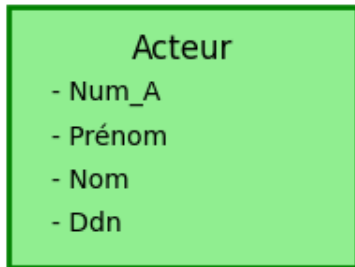 Acteur
- Num_A
- Prénom
- Nom
- Ddn